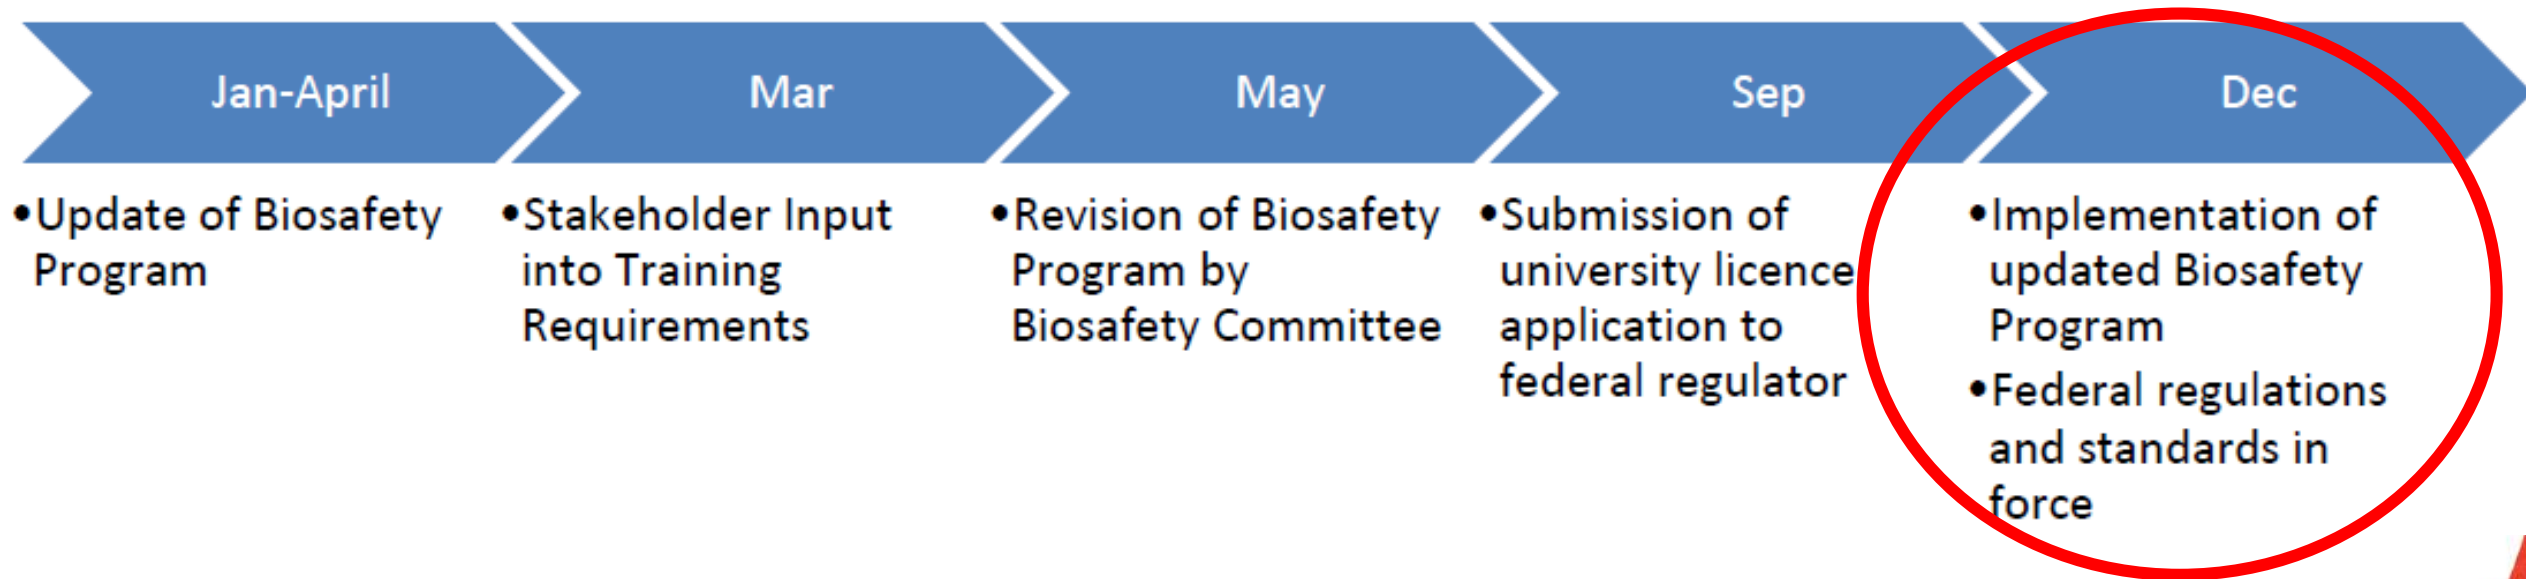 Jan-April
Mar
May
Sep
Dec
•Update of Biosafety
Program
•Stakeholder Input
into Training
Requirements
•Revision of Biosafety
Program by
Biosafety Committee
•Submission of
university licence
application to
federal regulator
•Implementation of
updated Biosafety
Program
•Federal regulations
and standards in
force